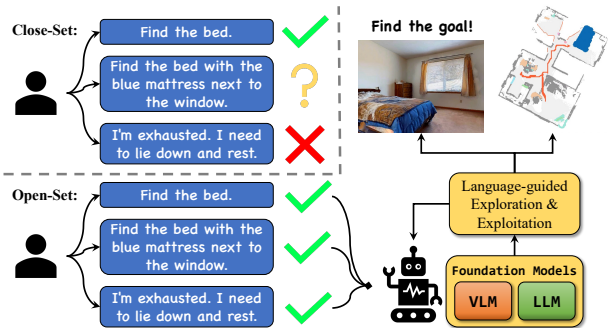 Close-Set:
Find the bed.
Find the bed with the
blue mattress next to
the window.
I'm exhausted. I need
to lie down and rest.
Open-Set:
Find the bed.
Find the bed with the
blue mattress next to
the window.
I'm exhausted. I need
to lie down and rest.
Find the goal!
Language-guided
Exploration &
Exploitation
Foundation Models
VLM
LLM